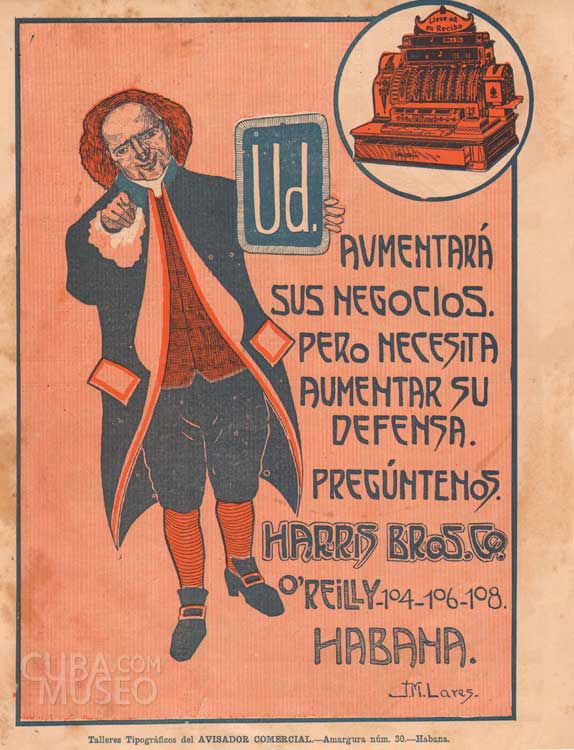 Lleve ud
su Recibo
Ud.
AUMENTARÁ
SUS NEGOCIOS.
PERO NECESITA
AUMENTAR SU
DEFENSA.
PREGÚNTENOS.
HARRIS BROS. Co.
O'REILLY-104-106-108.
HABANA.
J.M. Lares.
CUBA.COM
MUSEO
Talleres Tipográficos del AVISADOR COMERCIAL.—Amargura núm. 30.—Habana.